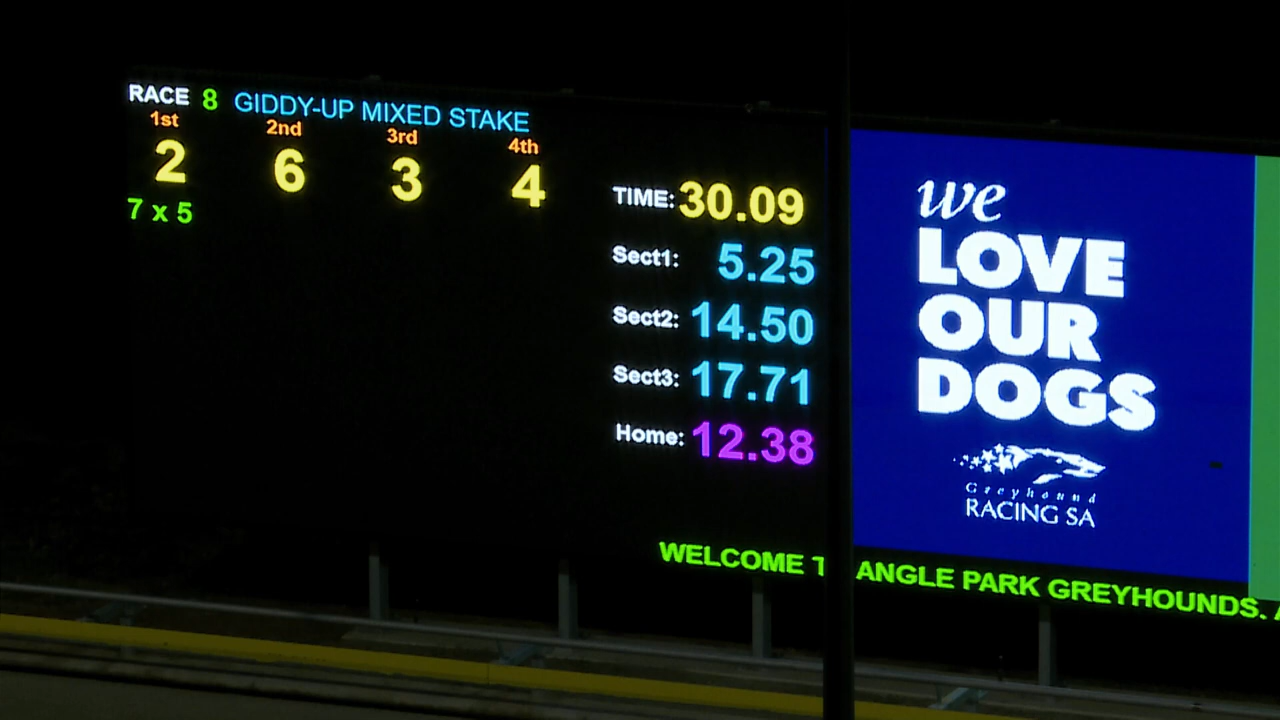 RACE 8 GIDDY-UP MIXED STAKE
1st 2nd 3rd 4th
2 6 3 4
7 x 5
TIME: 30.09
Sect1: 5.25
Sect2: 14.50
Sect3: 17.71
Home: 12.38
we
LOVE
OUR
DOGS
Greyhound
RACING SA
WELCOME T ANGLE PARK GREYHOUNDS.